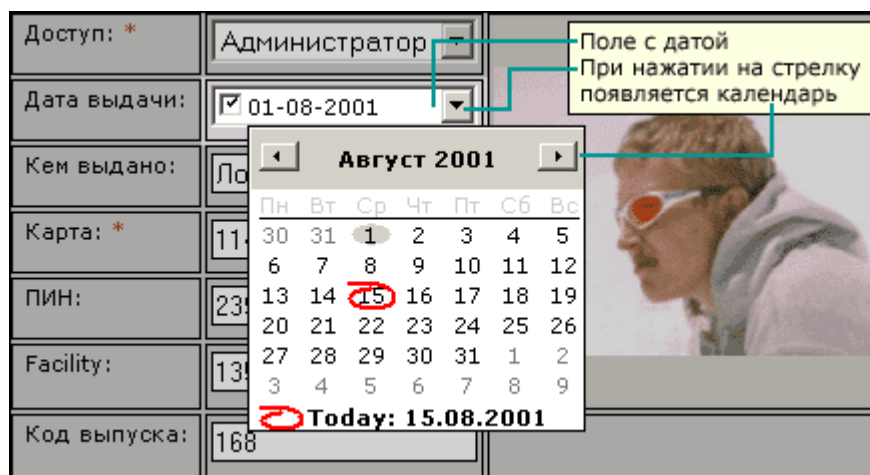 Доступ: *
Администратор
Поле с датой
При нажатии на стрелку
появляется календарь
Дата выдачи:
01-08-2001
Кем выдано:
Август 2001
Пн Вт Ср Чт Пт Сб Вс
30 31 1 2 3 4 5
6 7 8 9 10 11 12
13 14 15 16 17 18 19
20 21 22 23 24 25 26
27 28 29 30 31 1 2
3 4 5 6 7 8 9
Today: 15.08.2001
Карта: *
ПИН:
Facility:
Код выпуска:
168